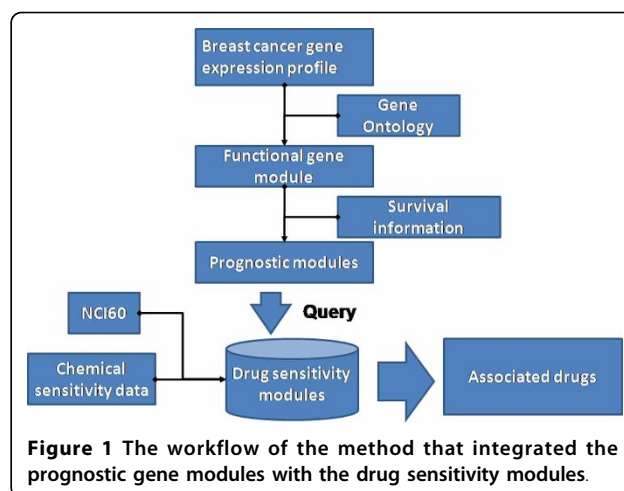 Breast cancer gene
expression profile
Gene
Ontology
Functional gene
module
Survival
information
Prognostic modules
Query
NCI60
Chemical
sensitivity data
Drug sensitivity
modules
Associated drugs
Figure 1 The workflow of the method that integrated the
prognostic gene modules with the drug sensitivity modules.